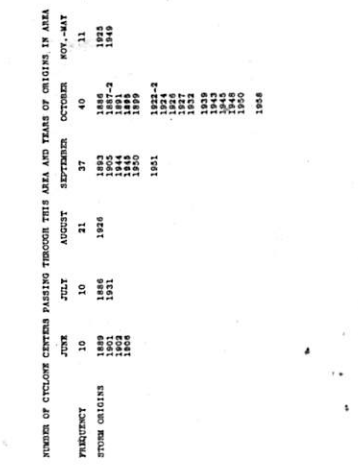 NUMBER OF CYCLONE CENTERS PASSING THROUGH THIS AREA AND YEARS OF ORIGINS IN AREA
JUNE JULY AUGUST SEPTEMBER OCTOBER NOV.-MAY
FREQUENCY 10 10 21 37 40 11
STORM ORIGINS 1889 1886 1926 1893 1886 1925
1901 1931 1905 1887-2 1949
1902 1944 1891
1906 1945
1950 1899
1951 1922-2
1924
1926
1927
1932
1939
1943
1945
1948
1950
1958